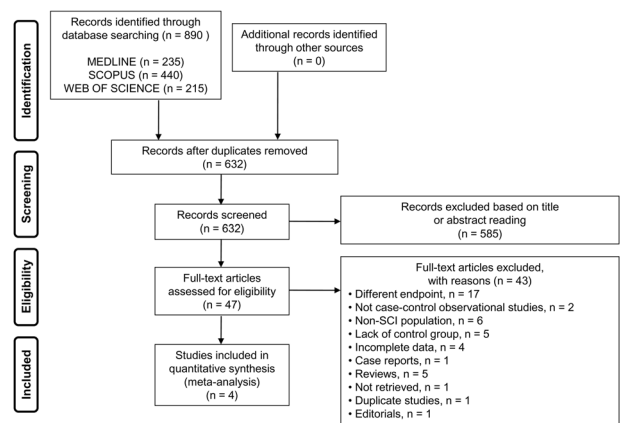 Identification
Records identified through
database searching (n = 890 )
MEDLINE (n = 235)
SCOPUS (n = 440)
WEB OF SCIENCE (n = 215)
Additional records identified
through other sources
(n = 0)
Records after duplicates removed
(n = 632)
Screening
Records screened
(n = 632)
Records excluded based on title
or abstract reading
(n = 585)
Eligibility
Full-text articles
assessed for eligibility
(n = 47)
Full-text articles excluded,
with reasons (n = 43)
• Different endpoint, n = 17
• Not case-control observational studies, n = 2
• Non-SCI population, n = 6
• Lack of control group, n = 5
• Incomplete data, n = 4
• Case reports, n = 1
• Reviews, n = 5
• Not retrieved, n = 1
• Duplicate studies, n = 1
• Editorials, n = 1
Included
Studies included in
quantitative synthesis
(meta-analysis)
(n = 4)